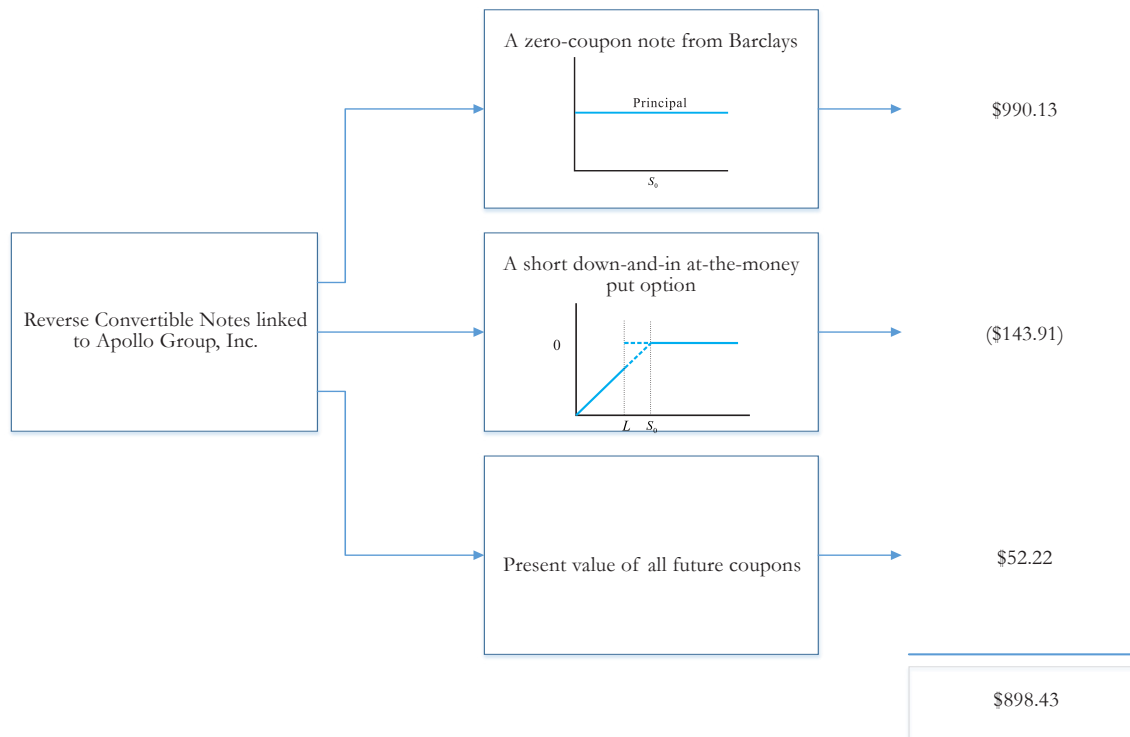 A zero-coupon note from Barclays
Principal
S₀
$990.13
Reverse Convertible Notes linked
to Apollo Group, Inc.
A short down-and-in at-the-money
put option
0
L S₀
($143.91)
Present value of all future coupons
$52.22
$898.43